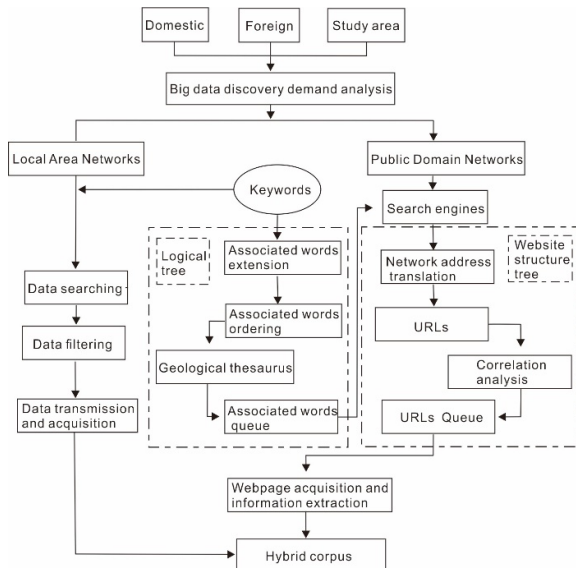 Domestic
Foreign
Study area
Big data discovery demand analysis
Local Area Networks
Public Domain Networks
Keywords
Search engines
Logical
tree
Associated words
extension
Website
structure
tree
Network address
translation
Data searching
Associated words
ordering
URLs
Data filtering
Geological thesaurus
Correlation
analysis
Data transmission
and acquisition
Associated words
queue
URLs Queue
Webpage acquisition and
information extraction
Hybrid corpus